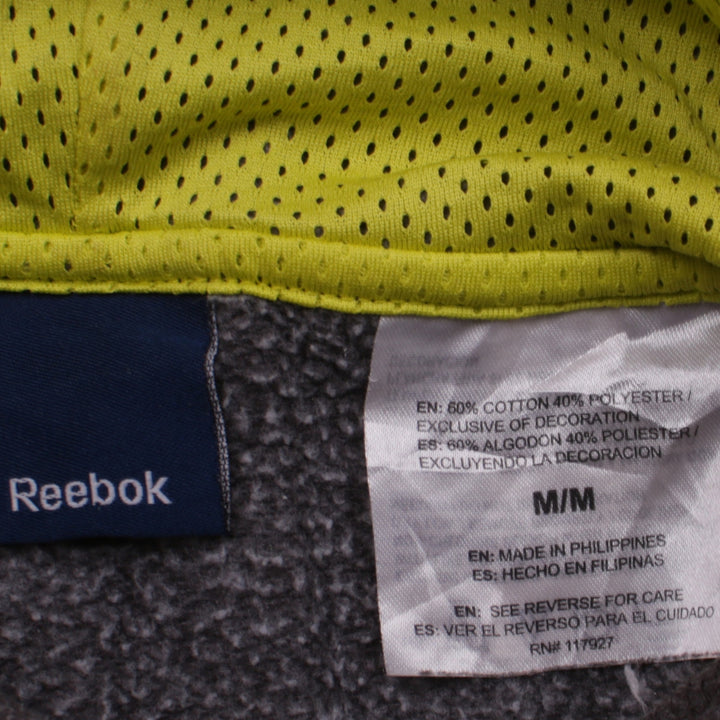 Reebok
EN: 60% COTTON 40% POLYESTER /
EXCLUSIVE OF DECORATION
ES: 60% ALGODON 40% POLIESTER /
EXCLUYENDO LA DECORACION
M/M
EN: MADE IN PHILIPPINES
ES: HECHO EN FILIPINAS
EN: SEE REVERSE FOR CARE
ES: VER EL REVERSO PARA EL CUIDADO
RN# 117927